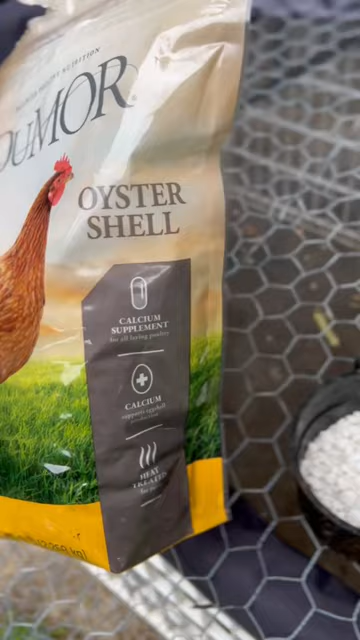 DUMOR
OYSTER
SHELL
CALCIUM
SUPPLEMENT
for all laying poultry
CALCIUM
supports eggshell
production
HEAT
TREATED